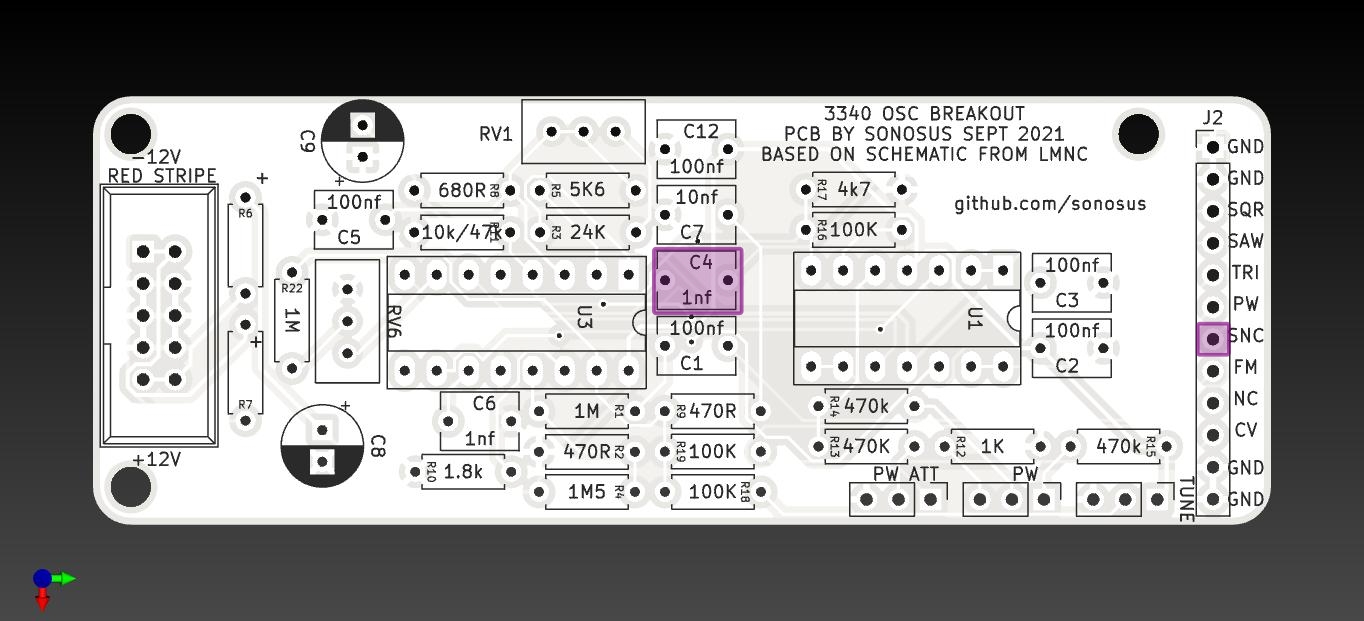 3340 OSC BREAKOUT
PCB BY SONOSUS SEPT 2021
BASED ON SCHEMATIC FROM LMNC
github.com/sonosus
-12V
RED STRIPE
+12V
C9
+
RV1
C12
100nf
100nf
C5
+
R6
680R
R8
R5
5K6
10nf
C7
10k/47k
R3
24K
R17
4k7
R16
100K
C4
1nf
R22
1M
RV6
U3
100nf
C1
U1
100nf
C3
100nf
C2
+
R7
+
C8
C6
1nf
R10
1.8k
1M
R1
470R
R2
1M5
R4
R9
470R
R19
100K
100K
R18
R14
470k
R13
470K
R12
1K
470k
R15
PW ATT
PW
TUNE
J2
GND
GND
SQR
SAW
TRI
PW
SNC
FM
NC
CV
GND
GND